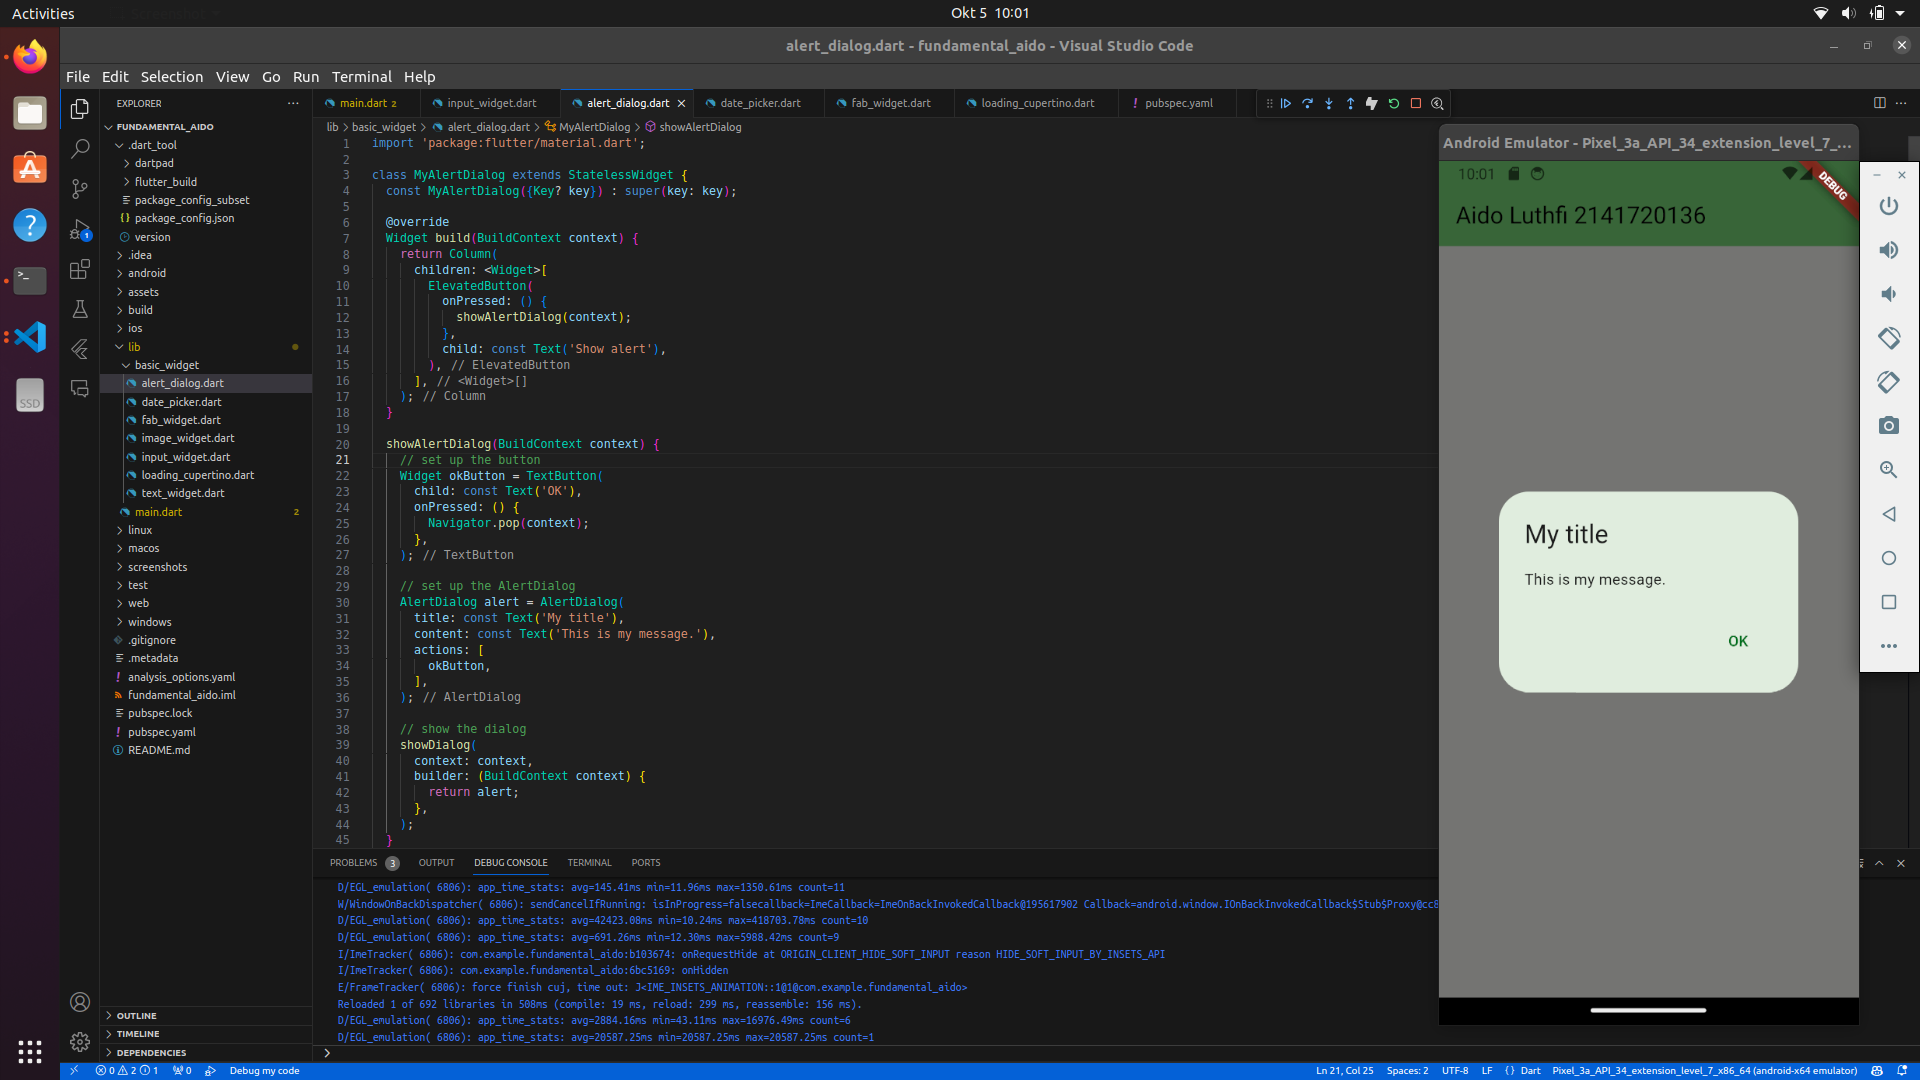 Activities
Okt 5 10:01
alert_dialog.dart - fundamental_aido - Visual Studio Code
File Edit Selection View Go Run Terminal Help
EXPLORER
FUNDAMENTAL_AIDO
.dart_tool
dartpad
flutter_build
package_config_subset
package_config.json
version
.idea
android
assets
build
ios
lib
basic_widget
alert_dialog.dart
date_picker.dart
fab_widget.dart
image_widget.dart
input_widget.dart
loading_cupertino.dart
text_widget.dart
main.dart 2
linux
macos
screenshots
test
web
windows
.gitignore
.metadata
analysis_options.yaml
fundamental_aido.iml
pubspec.lock
pubspec.yaml
README.md
OUTLINE
TIMELINE
DEPENDENCIES
main.dart 2 input_widget.dart alert_dialog.dart date_picker.dart fab_widget.dart loading_cupertino.dart pubspec.yaml
lib > basic_widget > alert_dialog.dart > MyAlertDialog > showAlertDialog
1 import 'package:flutter/material.dart';
2
3 class MyAlertDialog extends StatelessWidget {
4 const MyAlertDialog({Key? key}) : super(key: key);
5
6 @override
7 Widget build(BuildContext context) {
8 return Column(
9 children: <Widget>[
10 ElevatedButton(
11 onPressed: () {
12 showAlertDialog(context);
13 },
14 child: const Text('Show alert'),
15 ), // ElevatedButton
16 ], // <Widget>[]
17 ); // Column
18 }
19
20 showAlertDialog(BuildContext context) {
21 // set up the button
22 Widget okButton = TextButton(
23 child: const Text('OK'),
24 onPressed: () {
25 Navigator.pop(context);
26 },
27 ); // TextButton
28
29 // set up the AlertDialog
30 AlertDialog alert = AlertDialog(
31 title: const Text('My title'),
32 content: const Text('This is my message.'),
33 actions: [
34 okButton,
35 ],
36 ); // AlertDialog
37
38 // show the dialog
39 showDialog(
40 context: context,
41 builder: (BuildContext context) {
42 return alert;
43 },
44 );
45 }
PROBLEMS 3 OUTPUT DEBUG CONSOLE TERMINAL PORTS
D/EGL_emulation( 6806): app_time_stats: avg=145.41ms min=11.96ms max=1350.61ms count=11
W/WindowOnBackDispatcher( 6806): sendCancelIfRunning: isInProgress=falsecallback=ImeCallback=ImeOnBackInvokedCallback@195617902 Callback=android.window.IOnBackInvokedCallback$Stub$Proxy@cc8
D/EGL_emulation( 6806): app_time_stats: avg=42423.08ms min=10.24ms max=418703.78ms count=10
D/EGL_emulation( 6806): app_time_stats: avg=691.26ms min=12.30ms max=5988.42ms count=9
I/ImeTracker( 6806): com.example.fundamental_aido:b103674: onRequestHide at ORIGIN_CLIENT_HIDE_SOFT_INPUT reason HIDE_SOFT_INPUT_BY_INSETS_API
I/ImeTracker( 6806): com.example.fundamental_aido:6bc5169: onHidden
E/FrameTracker( 6806): force finish cuj, time out: J<IME_INSETS_ANIMATION::1@1@com.example.fundamental_aido>
Reloaded 1 of 692 libraries in 508ms (compile: 19 ms, reload: 299 ms, reassemble: 156 ms).
D/EGL_emulation( 6806): app_time_stats: avg=2884.16ms min=43.11ms max=16976.49ms count=6
D/EGL_emulation( 6806): app_time_stats: avg=20587.25ms min=20587.25ms max=20587.25ms count=1
Android Emulator - Pixel_3a_API_34_extension_level_7_...
10:01
DEBUG
Aido Luthfi 2141720136
My title
This is my message.
OK
SSD
1
0 2 1 0 Debug my code
Ln 21, Col 25 Spaces: 2 UTF-8 LF {} Dart Pixel_3a_API_34_extension_level_7_x86_64 (android-x64 emulator)